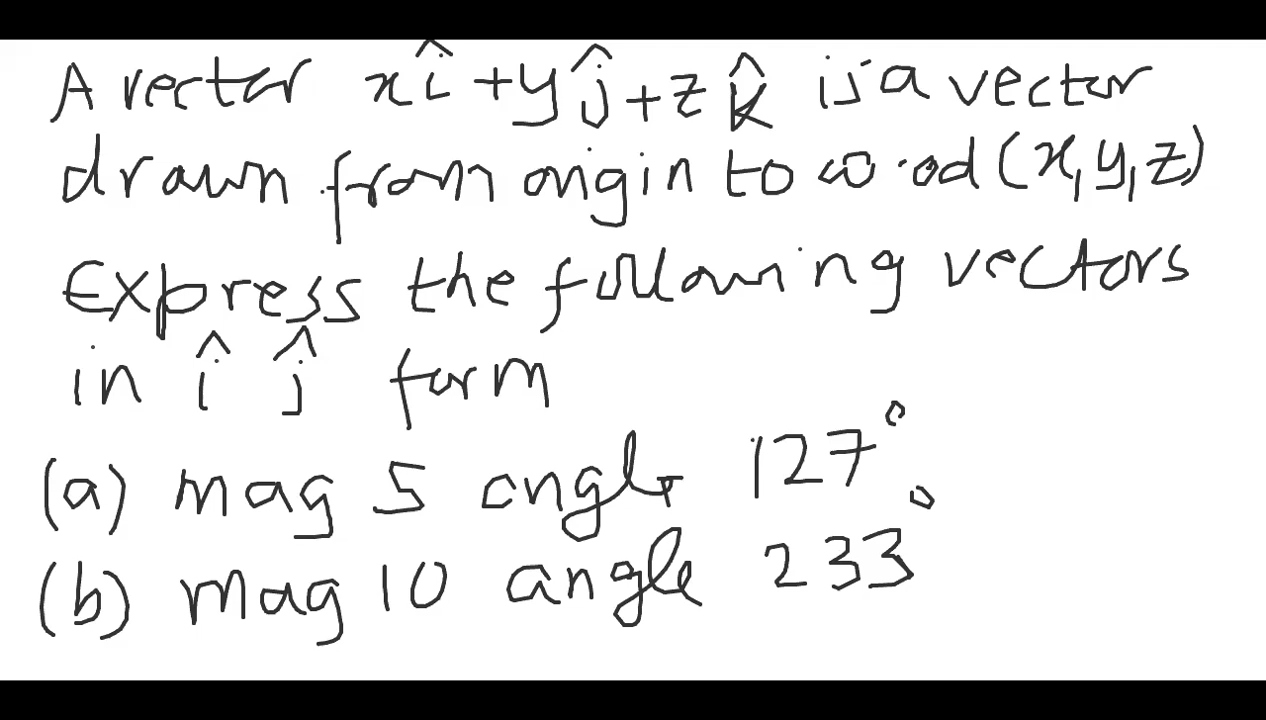 A vector xî + yĵ + zk̂ is a vector
drawn from origin to co-od (x,y,z)
Express the following vectors
in î ĵ form
(a) mag 5 angle 127°
(b) mag 10 angle 233°